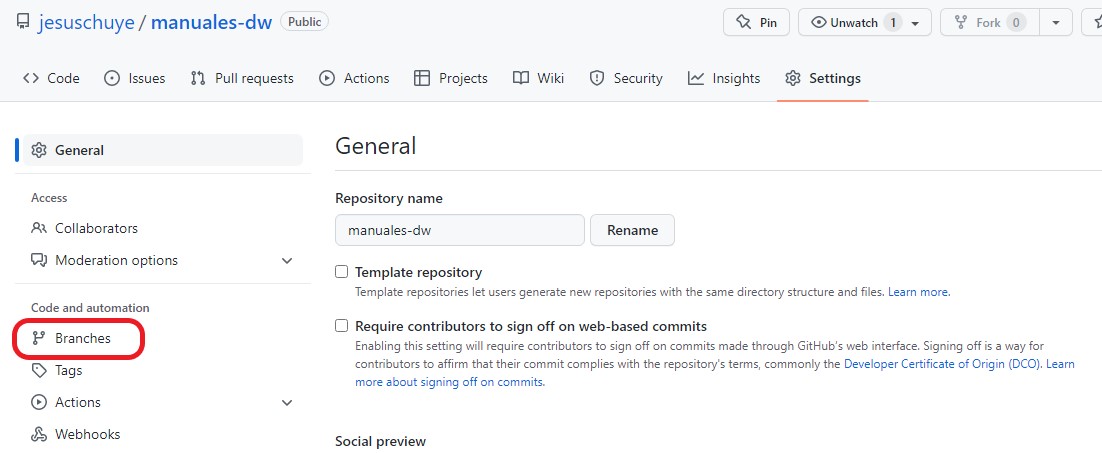 jesuschuye / manuales-dw Public Pin Unwatch 1 Fork 0
Code Issues Pull requests Actions Projects Wiki Security Insights Settings
General
Access
Collaborators
Moderation options
Code and automation
Branches
Tags
Actions
Webhooks
General
Repository name
manuales-dw Rename
Template repository
Template repositories let users generate new repositories with the same directory structure and files. Learn more.
Require contributors to sign off on web-based commits
Enabling this setting will require contributors to sign off on commits made through GitHub's web interface. Signing off is a way for
contributors to affirm that their commit complies with the repository's terms, commonly the Developer Certificate of Origin (DCO). Learn
more about signing off on commits.
Social preview